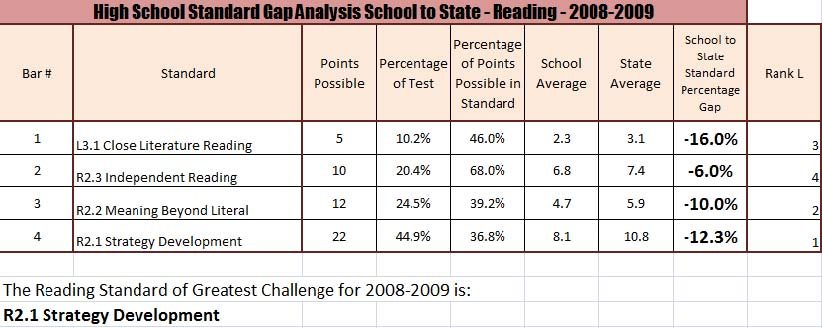 High School Standard Gap Analysis School to State - Reading - 2008-2009
Bar # Standard Points Possible Percentage of Test Percentage of Points Possible in Standard School Average State Average School to State Standard Percentage Gap Rank L
1 L3.1 Close Literature Reading 5 10.2% 46.0% 2.3 3.1 -16.0% 3
2 R2.3 Independent Reading 10 20.4% 68.0% 6.8 7.4 -6.0% 4
3 R2.2 Meaning Beyond Literal 12 24.5% 39.2% 4.7 5.9 -10.0% 2
4 R2.1 Strategy Development 22 44.9% 36.8% 8.1 10.8 -12.3% 1
The Reading Standard of Greatest Challenge for 2008-2009 is:
R2.1 Strategy Development